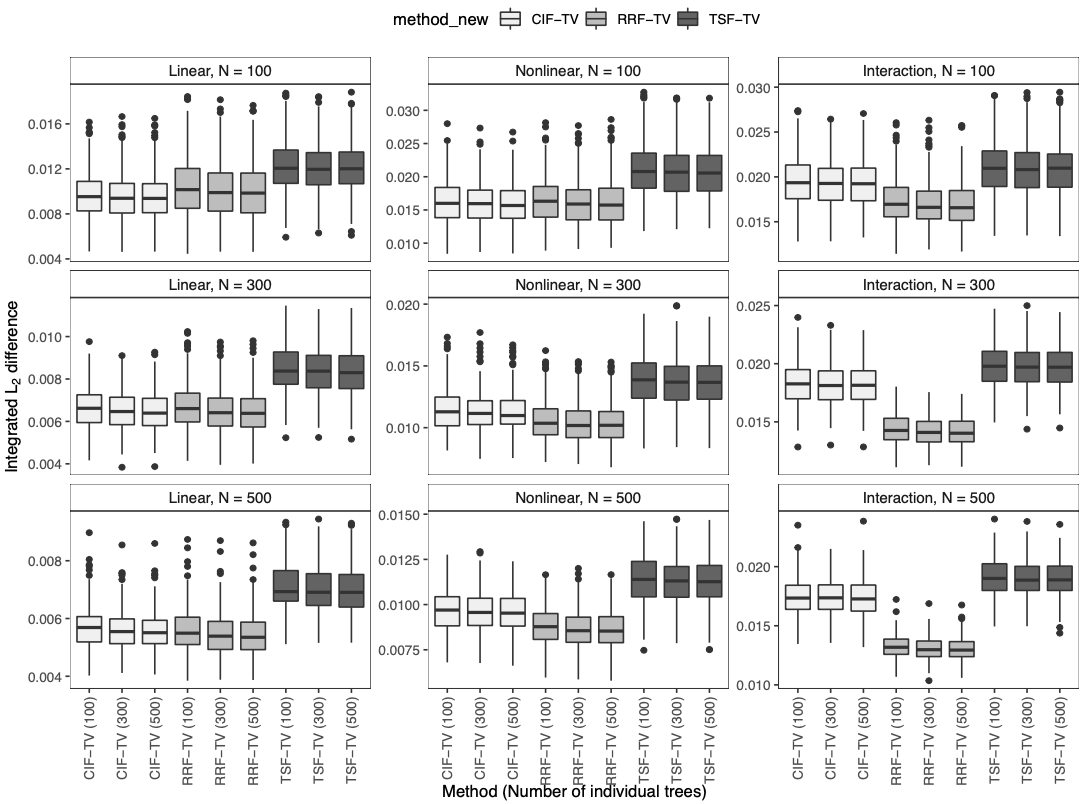 method_new CIF−TV RRF−TV TSF−TV
Linear, N = 100
Nonlinear, N = 100
Interaction, N = 100
0.016
0.012
0.008
0.004
0.030
0.025
0.020
0.015
0.010
0.030
0.025
0.020
0.015
Linear, N = 300
Nonlinear, N = 300
Interaction, N = 300
0.010
0.008
0.006
0.004
0.020
0.015
0.010
0.025
0.020
0.015
Linear, N = 500
Nonlinear, N = 500
Interaction, N = 500
0.008
0.006
0.004
0.0150
0.0125
0.0100
0.0075
0.020
0.015
0.010
Integrated L₂ difference
CIF−TV (100)
CIF−TV (300)
CIF−TV (500)
RRF−TV (100)
RRF−TV (300)
RRF−TV (500)
TSF−TV (100)
TSF−TV (300)
TSF−TV (500)
CIF−TV (100)
CIF−TV (300)
CIF−TV (500)
RRF−TV (100)
RRF−TV (300)
RRF−TV (500)
TSF−TV (100)
TSF−TV (300)
TSF−TV (500)
CIF−TV (100)
CIF−TV (300)
CIF−TV (500)
RRF−TV (100)
RRF−TV (300)
RRF−TV (500)
TSF−TV (100)
TSF−TV (300)
TSF−TV (500)
Method (Number of individual trees)